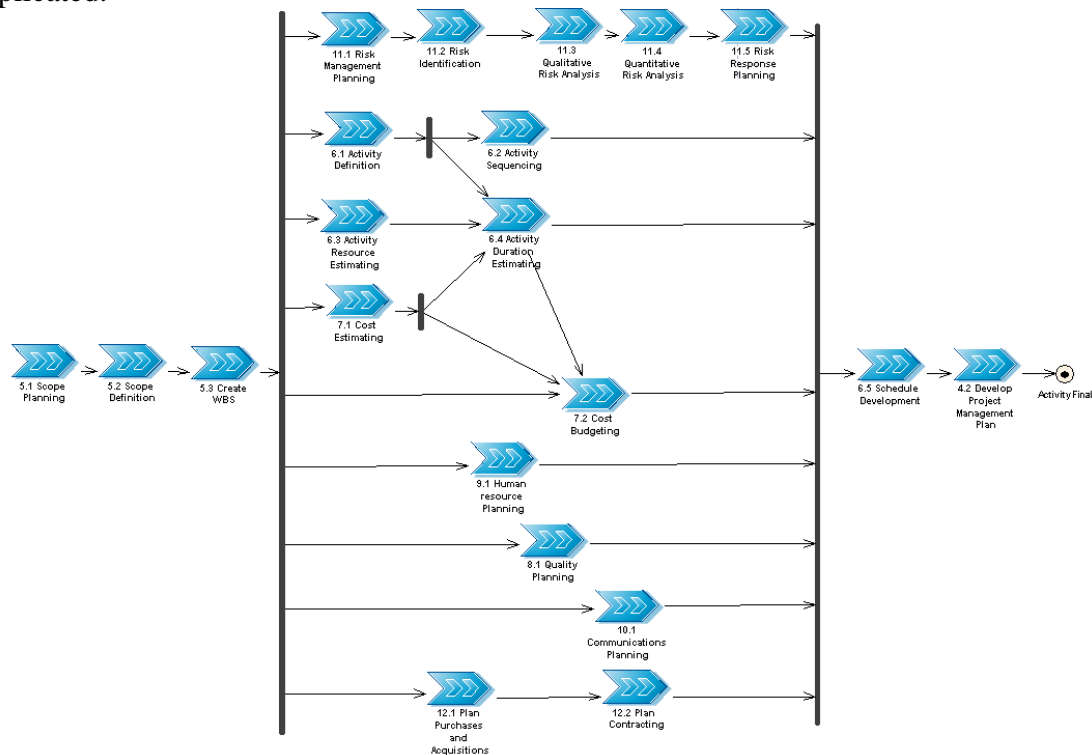 plicated.
11.1 Risk
Management
Planning
11.2 Risk
Identification
11.3
Qualitative
Risk Analysis
11.4
Quantitative
Risk Analysis
11.5 Risk
Response
Planning
6.1 Activity
Definition
6.2 Activity
Sequencing
6.3 Activity
Resource
Estimating
6.4 Activity
Duration
Estimating
7.1 Cost
Estimating
5.1 Scope
Planning
5.2 Scope
Definition
5.3 Create
WBS
7.2 Cost
Budgeting
6.5 Schedule
Development
4.2 Develop
Project
Management
Plan
Activity Final
9.1 Human
resource
Planning
8.1 Quality
Planning
10.1
Communications
Planning
12.1 Plan
Purchases
and
Acquisitions
12.2 Plan
Contracting